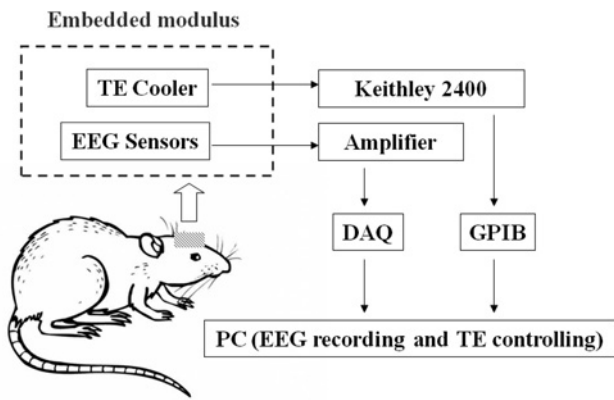 Embedded modulus
TE Cooler
Keithley 2400
EEG Sensors
Amplifier
DAQ
GPIB
PC (EEG recording and TE controlling)